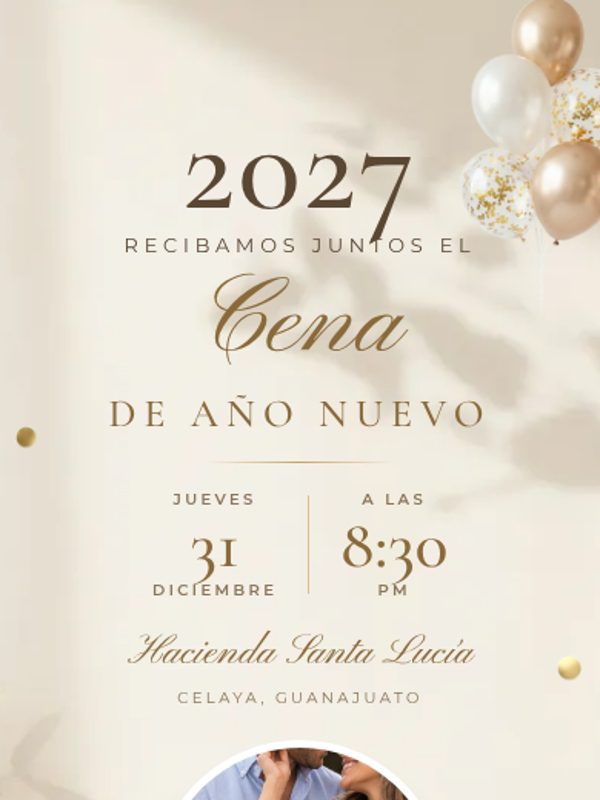 2027
RECIBAMOS JUNTOS EL
Cena
DE AÑO NUEVO
JUEVES
31
DICIEMBRE
A LAS
8:30
PM
Hacienda Santa Lucía
CELAYA, GUANAJUATO